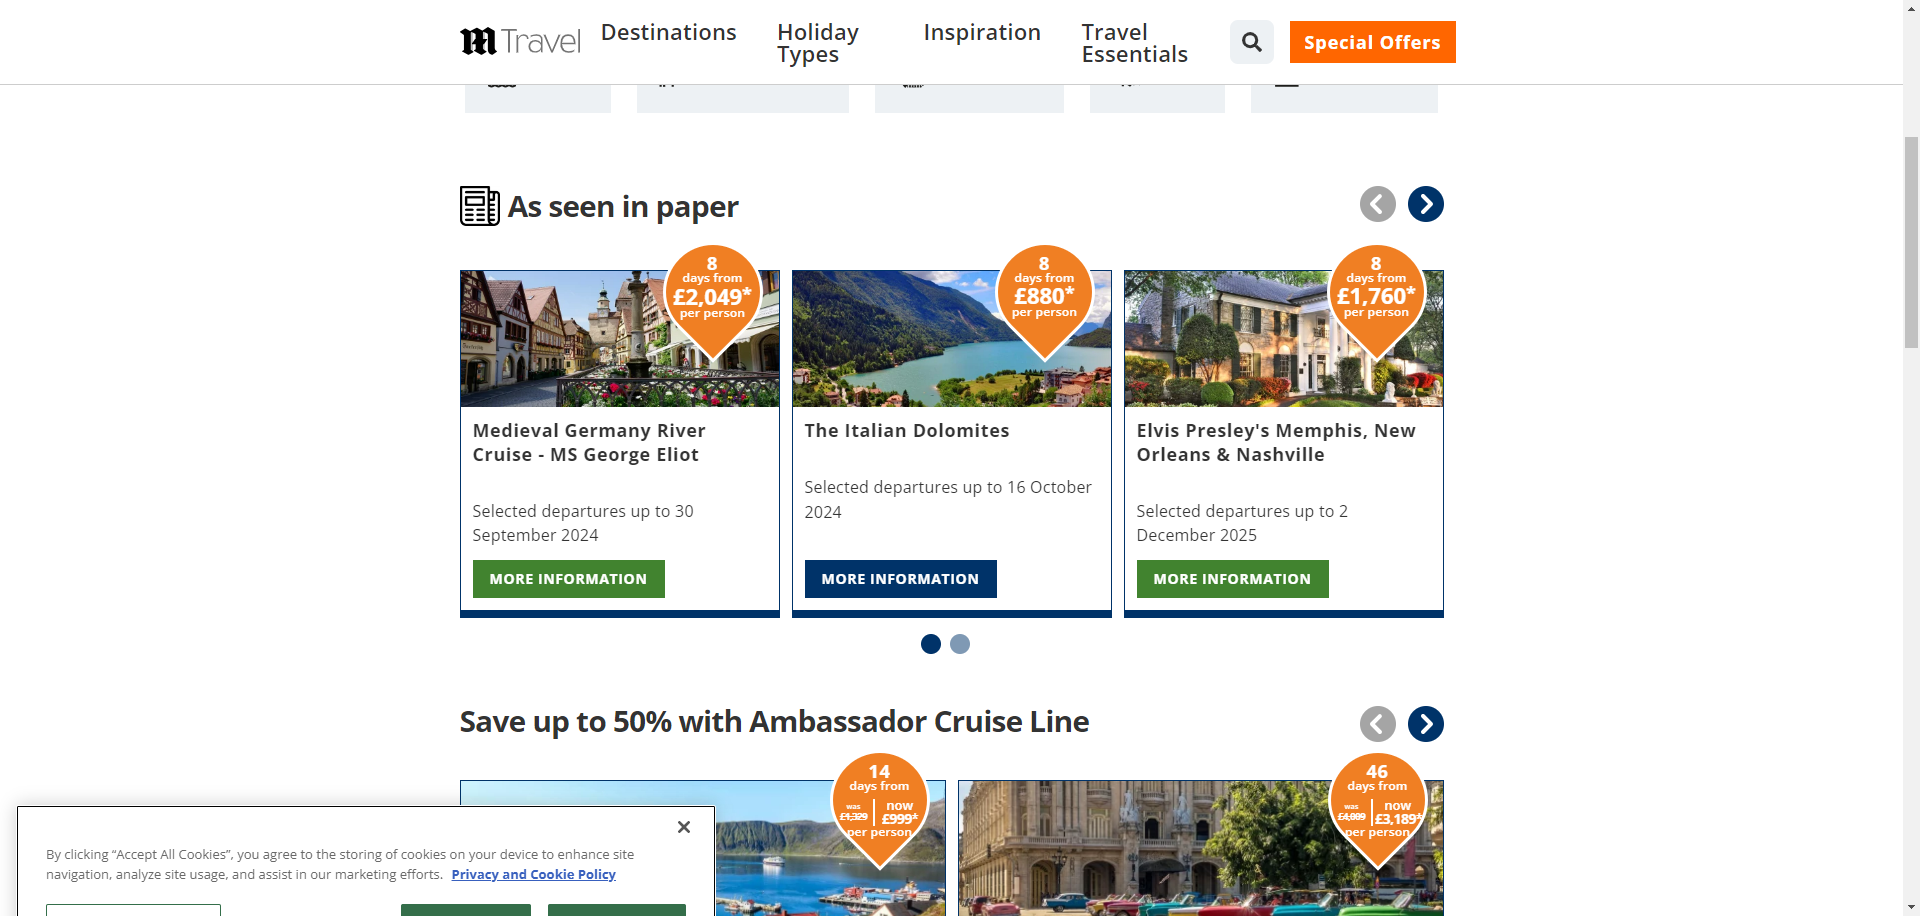 m Travel
Destinations
Holiday
Types
Inspiration
Travel
Essentials
Special Offers
As seen in paper
8
days from
£2,049*
per person
8
days from
£880*
per person
8
days from
£1,760*
per person
Medieval Germany River
Cruise - MS George Eliot
Selected departures up to 30
September 2024
MORE INFORMATION
The Italian Dolomites
Selected departures up to 16 October
2024
MORE INFORMATION
Elvis Presley's Memphis, New
Orleans & Nashville
Selected departures up to 2
December 2025
MORE INFORMATION
Save up to 50% with Ambassador Cruise Line
14
days from
was now
£1,329 £999*
per person
46
days from
was now
£4,089 £3,189*
per person
By clicking “Accept All Cookies”, you agree to the storing of cookies on your device to enhance site
navigation, analyze site usage, and assist in our marketing efforts. Privacy and Cookie Policy